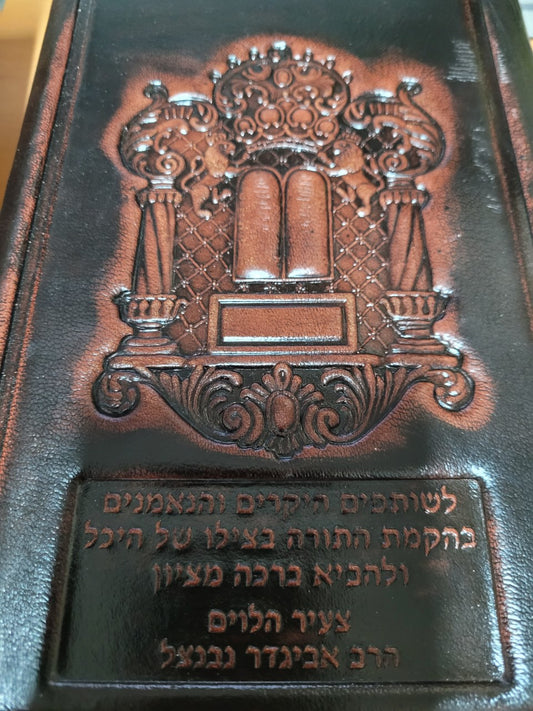 לשותפים היקרים והנאמנים
בהקמת התורה בצילו של היכל
ולהביא ברכה מציון
צעיר הלוים
הרב אביגדר נבנצל